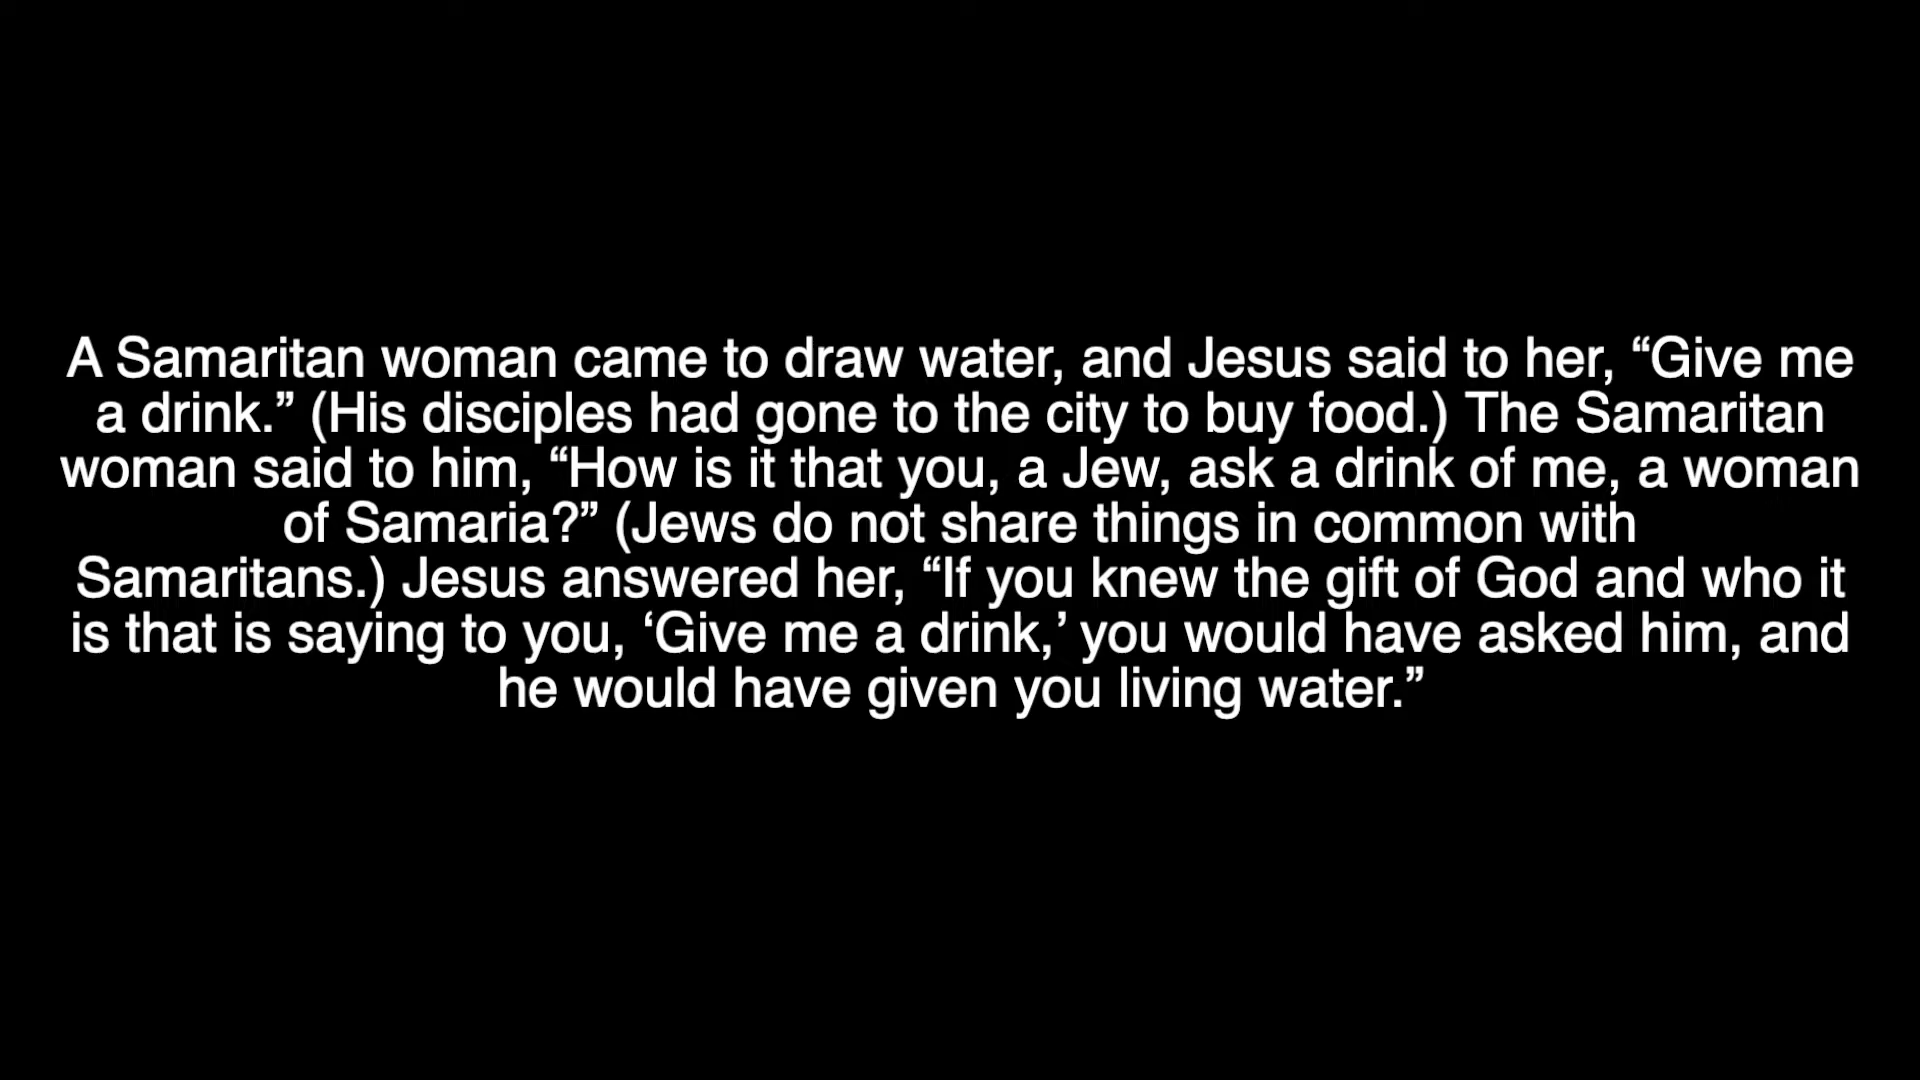 A Samaritan woman came to draw water, and Jesus said to her, “Give me
a drink.” (His disciples had gone to the city to buy food.) The Samaritan
woman said to him, “How is it that you, a Jew, ask a drink of me, a woman
of Samaria?” (Jews do not share things in common with
Samaritans.) Jesus answered her, “If you knew the gift of God and who it
is that is saying to you, ‘Give me a drink,’ you would have asked him, and
he would have given you living water.”